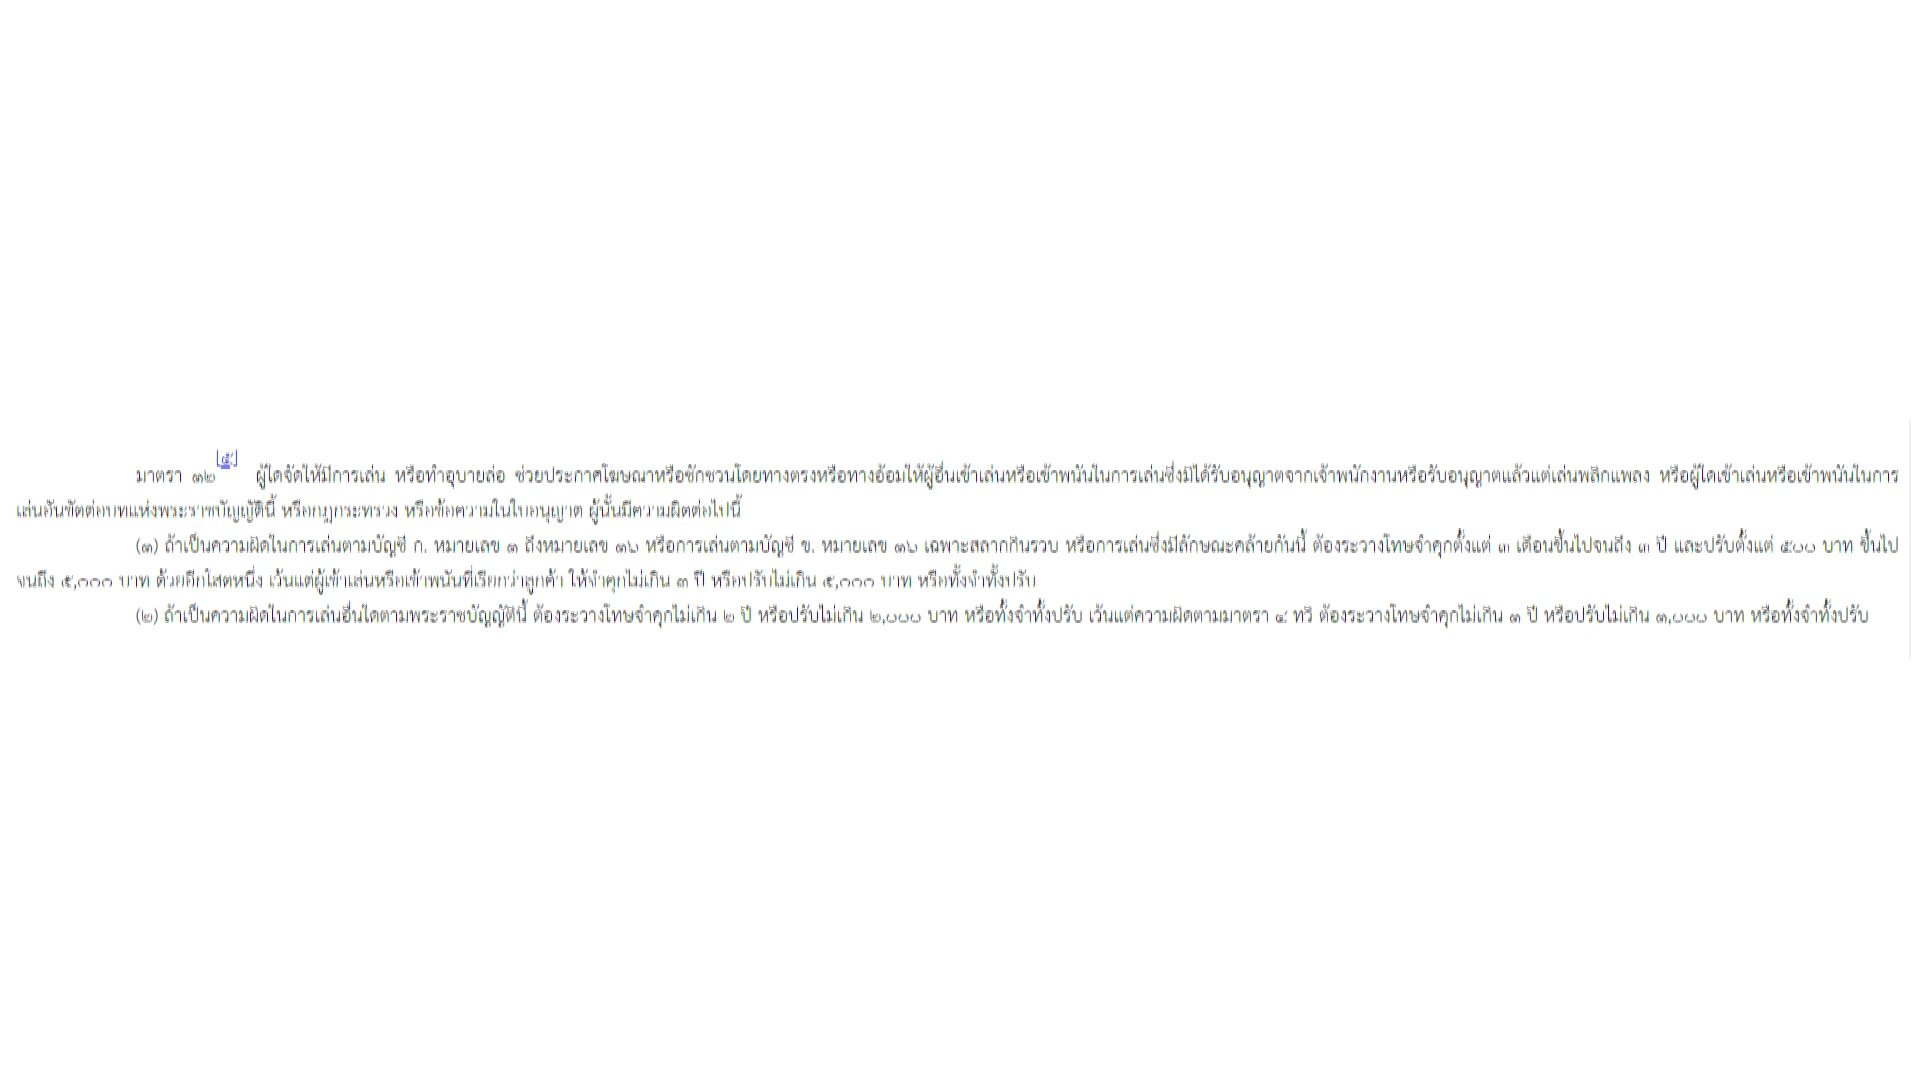 มาตรา ๑๒[๕] ผู้ใดจัดให้มีการเล่น หรือทำอุบายล่อ ช่วยประกาศโฆษณาหรือชักชวนโดยทางตรงหรือทางอ้อมให้ผู้อื่นเข้าเล่นหรือเข้าพนันในการเล่นซึ่งมิได้รับอนุญาตจากเจ้าพนักงานหรือรับอนุญาตแล้วแต่เล่นพลิกแพลง หรือผู้ใดเข้าเล่นหรือเข้าพนันในการ
เล่นอันขัดต่อบทแห่งพระราชบัญญัตินี้ หรือกฎกระทรวง หรือข้อความในใบอนุญาต ผู้นั้นมีความผิดต่อไปนี้
(๑) ถ้าเป็นความผิดในการเล่นตามบัญชี ก. หมายเลข ๑ ถึงหมายเลข ๑๖ หรือการเล่นตามบัญชี ข. หมายเลข ๑๖ เฉพาะสลากกินรวบ หรือการเล่นซึ่งมีลักษณะคล้ายกันนี้ ต้องระวางโทษจำคุกตั้งแต่ ๓ เดือนขึ้นไปจนถึง ๓ ปี และปรับตั้งแต่ ๕๐๐ บาท ขึ้นไป
จนถึง ๕,๐๐๐ บาท ด้วยอีกโสดหนึ่ง เว้นแต่ผู้เข้าเล่นหรือเข้าพนันที่เรียกว่าลูกค้า ให้จำคุกไม่เกิน ๓ ปี หรือปรับไม่เกิน ๕,๐๐๐ บาท หรือทั้งจำทั้งปรับ
(๒) ถ้าเป็นความผิดในการเล่นอื่นใดตามพระราชบัญญัตินี้ ต้องระวางโทษจำคุกไม่เกิน ๒ ปี หรือปรับไม่เกิน ๒,๐๐๐ บาท หรือทั้งจำทั้งปรับ เว้นแต่ความผิดตามมาตรา ๔ ทวิ ต้องระวางโทษจำคุกไม่เกิน ๑ ปี หรือปรับไม่เกิน ๑,๐๐๐ บาท หรือทั้งจำทั้งปรับ